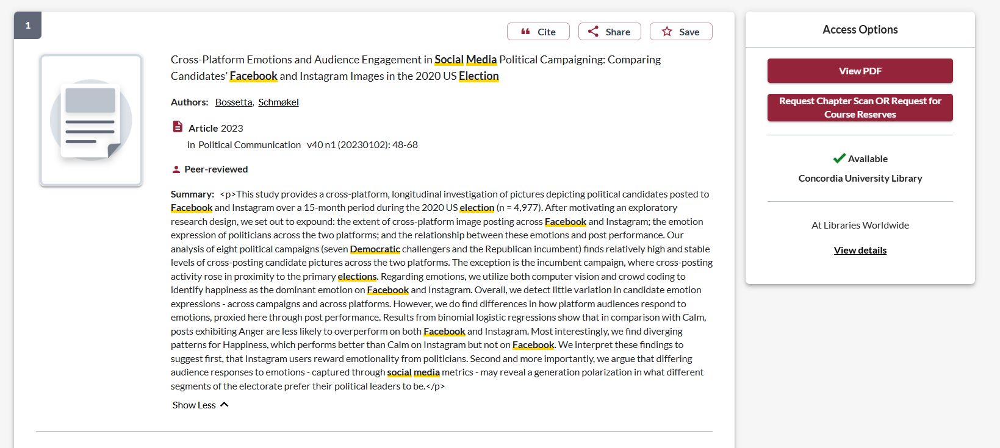 1
Cite
Share
Save
Cross-Platform Emotions and Audience Engagement in Social Media Political Campaigning: Comparing
Candidates’ Facebook and Instagram Images in the 2020 US Election
Authors: Bossetta, Schmøkel
Article 2023
in Political Communication v40 n1 (20230102): 48-68
Peer-reviewed
Summary: <p>This study provides a cross-platform, longitudinal investigation of pictures depicting political candidates posted to
Facebook and Instagram over a 15-month period during the 2020 US election (n = 4,977). After motivating an exploratory
research design, we set out to expound: the extent of cross-platform image posting across Facebook and Instagram; the emotion
expression of politicians across the two platforms; and the relationship between these emotions and post performance. Our
analysis of eight political campaigns (seven Democratic challengers and the Republican incumbent) finds relatively high and stable
levels of cross-posting candidate pictures across the two platforms. The exception is the incumbent campaign, where cross-posting
activity rose in proximity to the primary elections. Regarding emotions, we utilize both computer vision and crowd coding to
identify happiness as the dominant emotion on Facebook and Instagram. Overall, we detect little variation in candidate emotion
expressions - across campaigns and across platforms. However, we do find differences in how platform audiences respond to
emotions, proxied here through post performance. Results from binomial logistic regressions show that in comparison with Calm,
posts exhibiting Anger are less likely to overperform on both Facebook and Instagram. Most interestingly, we find diverging
patterns for Happiness, which performs better than Calm on Instagram but not on Facebook. We interpret these findings to
suggest first, that Instagram users reward emotionality from politicians. Second and more importantly, we argue that differing
audience responses to emotions - captured through social media metrics - may reveal a generation polarization in what different
segments of the electorate prefer their political leaders to be.</p>
Show Less
Access Options
View PDF
Request Chapter Scan OR Request for
Course Reserves
Available
Concordia University Library
At Libraries Worldwide
View details